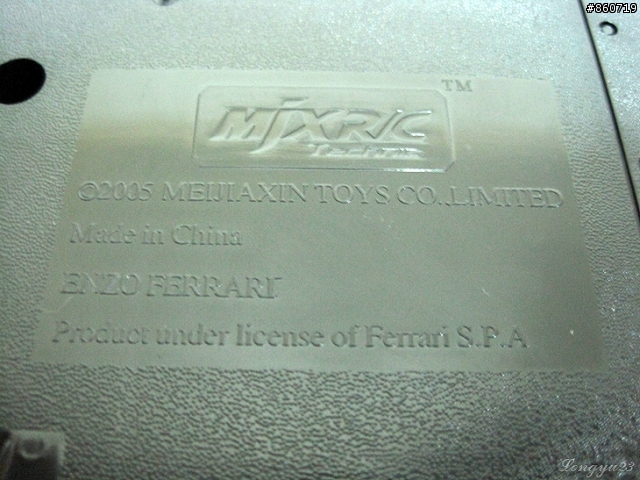 #860719
MJXR/C
TM
Technic
©2005 MEIJIAXIN TOYS CO.,LIMITED
Made in China
ENZO FERRARI
Product under license of Ferrari S.P.A
Longyu23